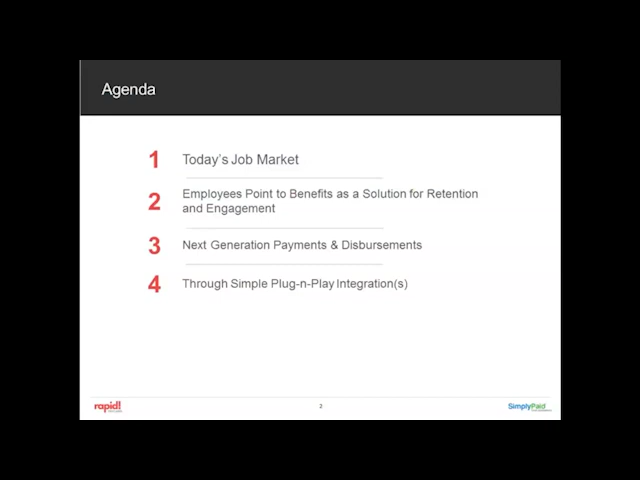 Agenda
1 Today's Job Market
2 Employees Point to Benefits as a Solution for Retention
and Engagement
3 Next Generation Payments & Disbursements
4 Through Simple Plug-n-Play Integration(s)
rapid! 2 SimplyPaid